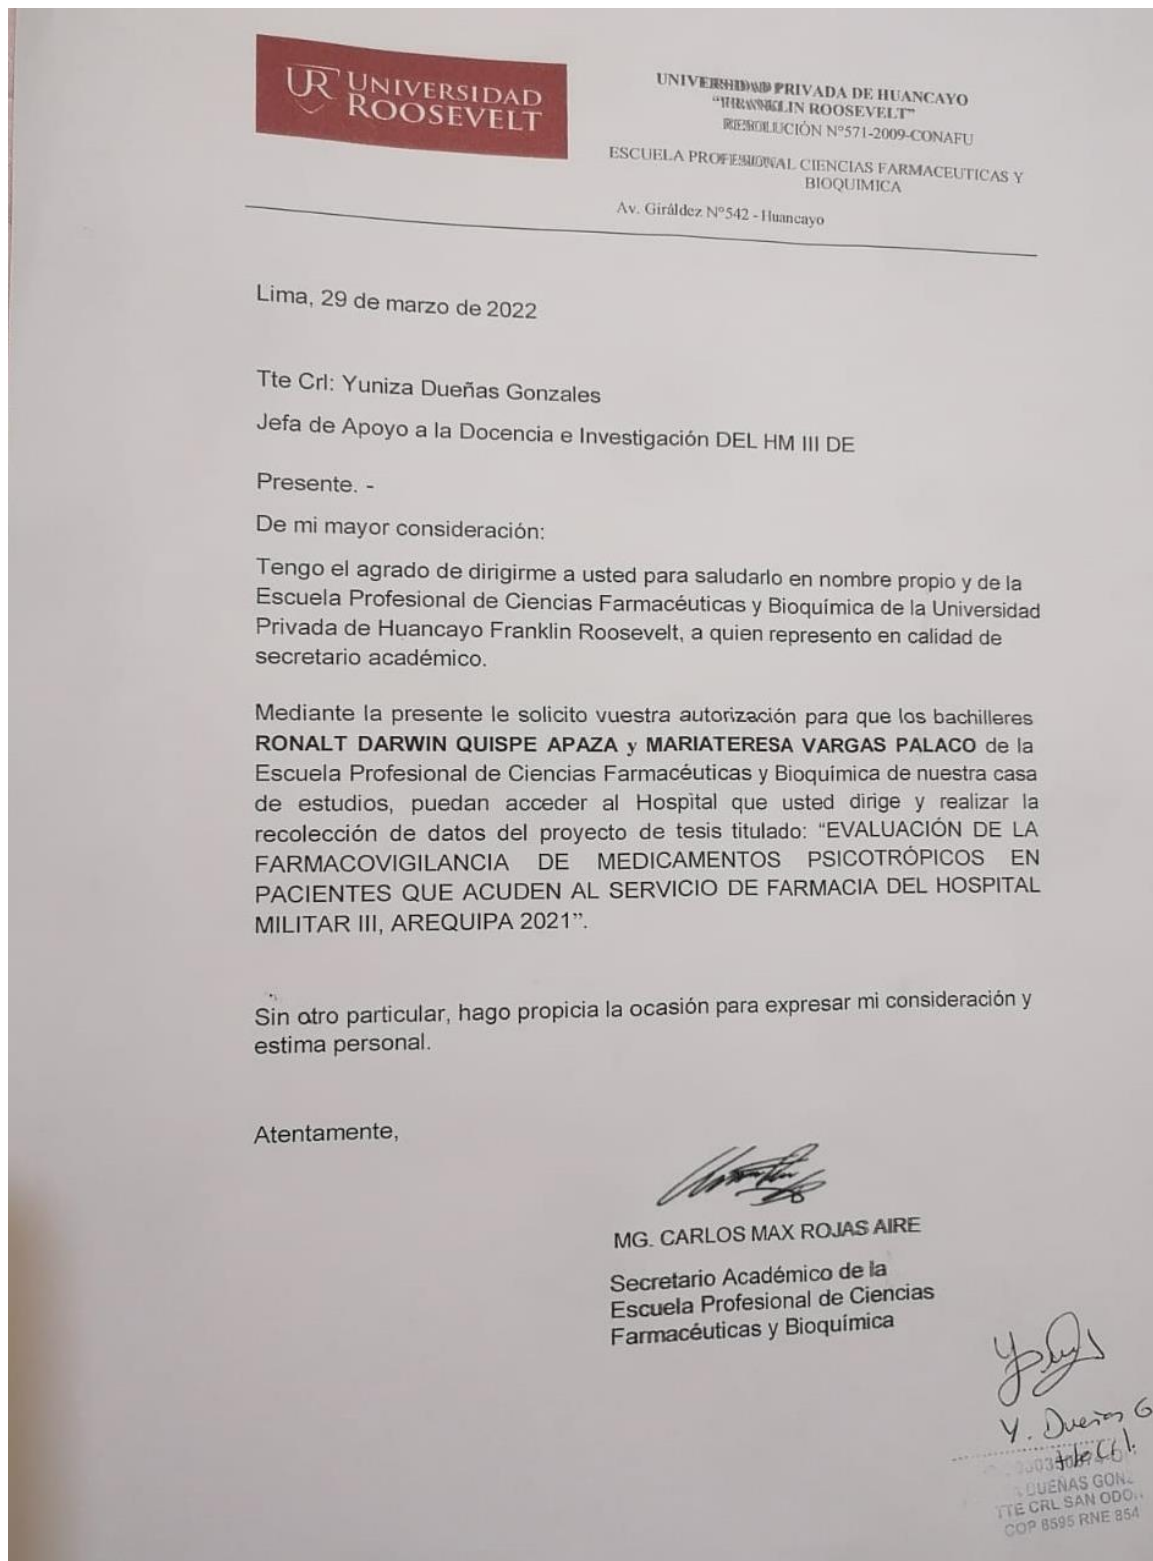 UR UNIVERSIDAD
ROOSEVELT
UNIVERSIDAD PRIVADA DE HUANCAYO
"FRANKLIN ROOSEVELT"
RESOLUCIÓN N°571-2009-CONAFU
ESCUELA PROFESIONAL CIENCIAS FARMACEUTICAS Y
BIOQUIMICA
Av. Giráldez N°542 - Huancayo
Lima, 29 de marzo de 2022
Tte Crl: Yuniza Dueñas Gonzales
Jefa de Apoyo a la Docencia e Investigación DEL HM III DE
Presente. -
De mi mayor consideración:
Tengo el agrado de dirigirme a usted para saludarlo en nombre propio y de la
Escuela Profesional de Ciencias Farmacéuticas y Bioquímica de la Universidad
Privada de Huancayo Franklin Roosevelt, a quien represento en calidad de
secretario académico.
Mediante la presente le solicito vuestra autorización para que los bachilleres
RONALT DARWIN QUISPE APAZA y MARIATERESA VARGAS PALACO de la
Escuela Profesional de Ciencias Farmacéuticas y Bioquímica de nuestra casa
de estudios, puedan acceder al Hospital que usted dirige y realizar la
recolección de datos del proyecto de tesis titulado: “EVALUACIÓN DE LA
FARMACOVIGILANCIA DE MEDICAMENTOS PSICOTRÓPICOS EN
PACIENTES QUE ACUDEN AL SERVICIO DE FARMACIA DEL HOSPITAL
MILITAR III, AREQUIPA 2021”.
Sin otro particular, hago propicia la ocasión para expresar mi consideración y
estima personal.
Atentamente,
MG. CARLOS MAX ROJAS AIRE
Secretario Académico de la
Escuela Profesional de Ciencias
Farmacéuticas y Bioquímica
Y. Dueñas G
tte Crl.
DUEÑAS GONZ
TTE CRL SAN ODO
COP 8595 RNE 854